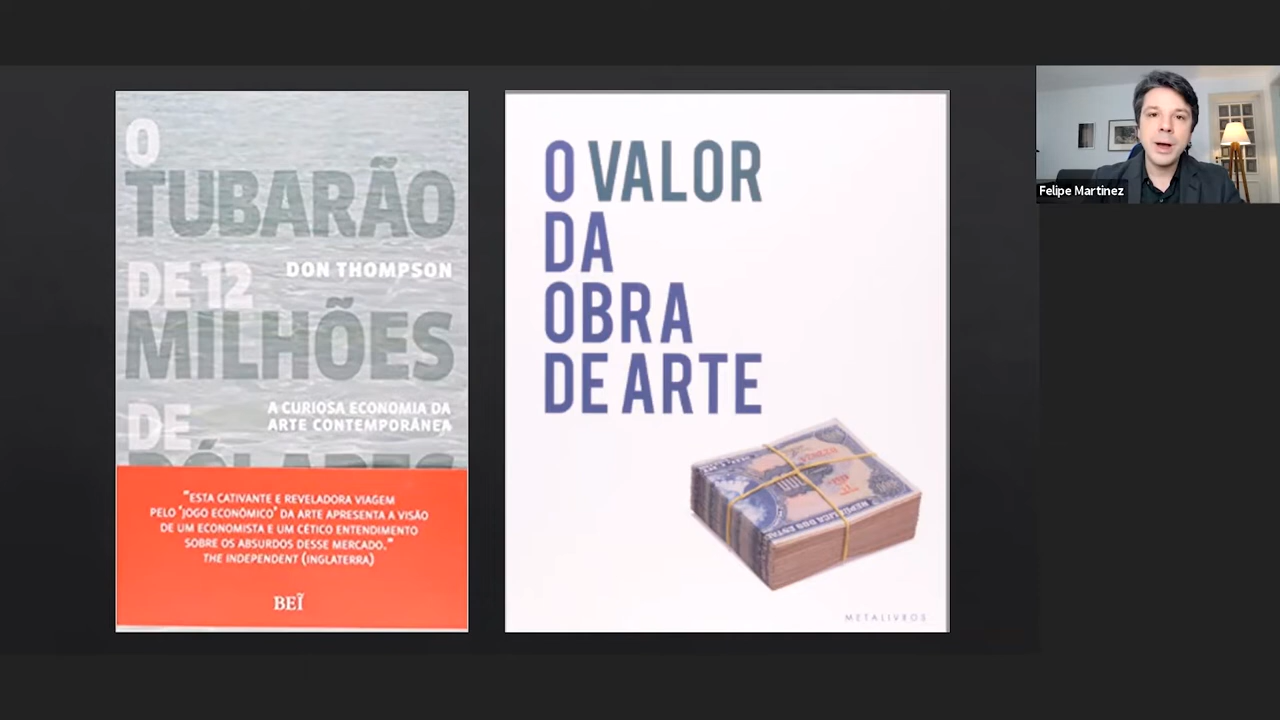 O
TUBARÃO
DON THOMPSON
DE 12
MILHÕES
A CURIOSA ECONOMIA DA
ARTE CONTEMPORÂNEA
DE
DÓLARES
"ESTA CATIVANTE E REVELADORA VIAGEM
PELO "JOGO ECONÔMICO" DA ARTE APRESENTA A VISÃO
DE UM ECONOMISTA E UM CÉTICO ENTENDIMENTO
SOBRE OS ABSURDOS DESSE MERCADO."
THE INDEPENDENT (INGLATERRA)
BEĨ
O VALOR
DA
OBRA
DE ARTE
METALIVROS
Felipe Martinez